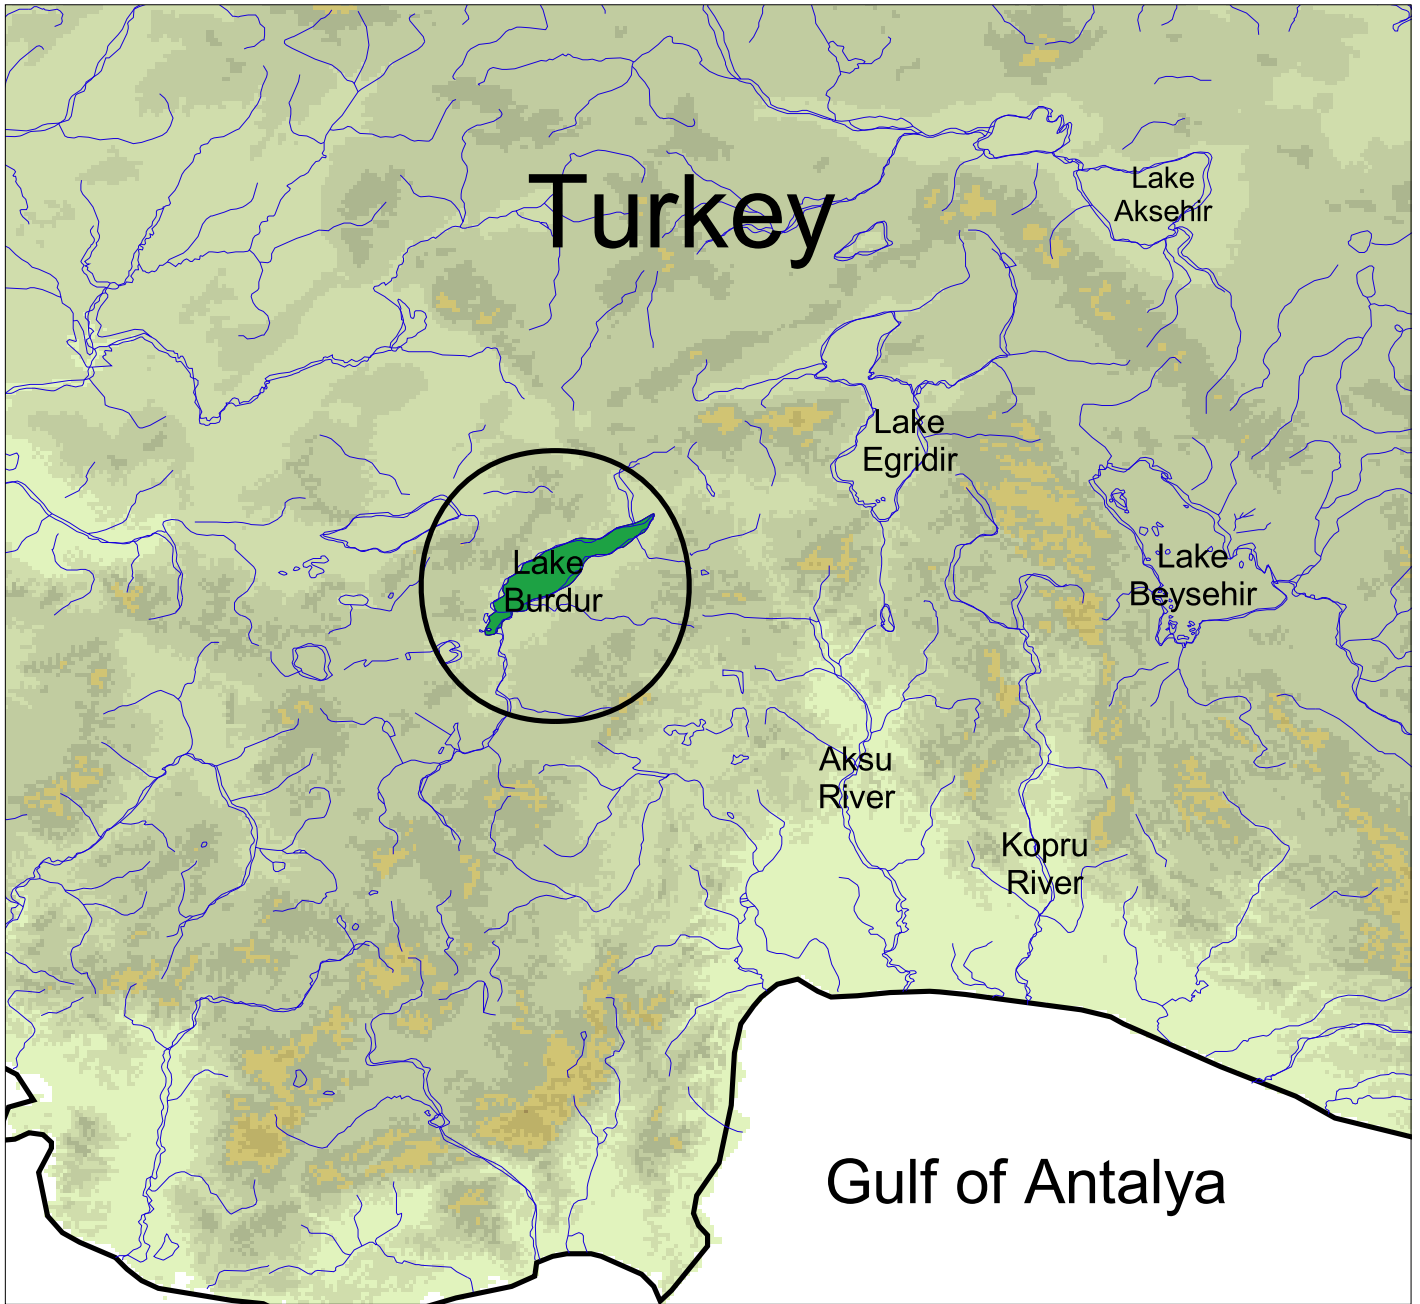 Lake
Aksehir
Turkey
Lake
Egridir
Lake
Burdur
Lake
Beysehir
Aksu
River
Kopru
River
Gulf of Antalya